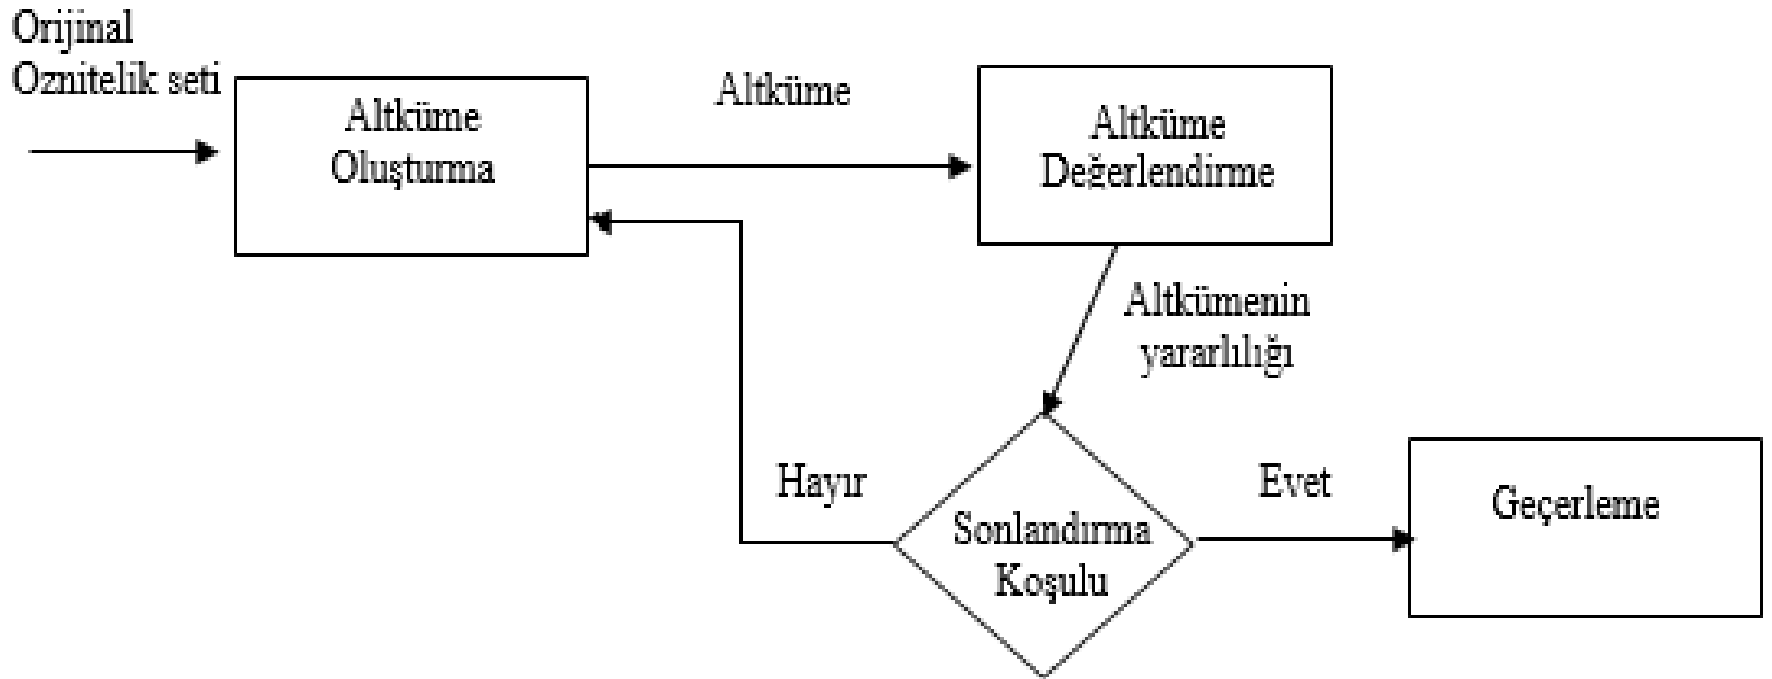 Orijinal
Oznitelik seti
Altküme
Oluşturma
Altküme
Altküme
Değerlendirme
Altkümenin
yararlılığı
Hayır
Evet
Sonlandırma
Koşulu
Geçerleme